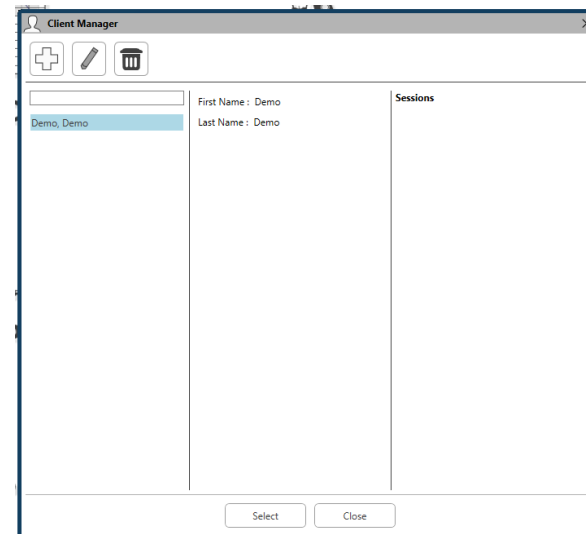 Client Manager
Demo, Demo
First Name : Demo
Last Name : Demo
Sessions
Select
Close